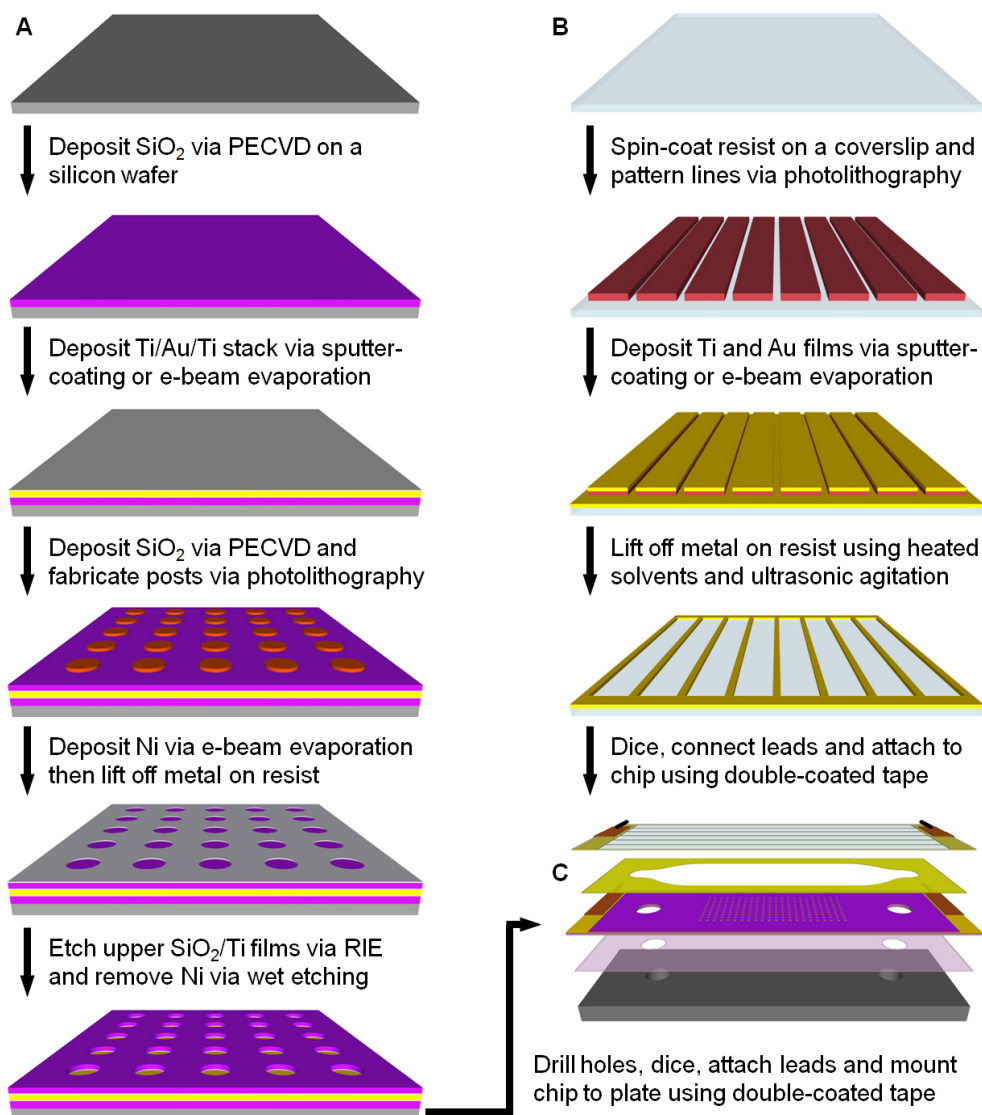 A
Deposit SiO₂ via PECVD on a
silicon wafer
Deposit Ti/Au/Ti stack via sputter-
coating or e-beam evaporation
Deposit SiO₂ via PECVD and
fabricate posts via photolithography
Deposit Ni via e-beam evaporation
then lift off metal on resist
Etch upper SiO₂/Ti films via RIE
and remove Ni via wet etching
B
Spin-coat resist on a coverslip and
pattern lines via photolithography
Deposit Ti and Au films via sputter-
coating or e-beam evaporation
Lift off metal on resist using heated
solvents and ultrasonic agitation
Dice, connect leads and attach to
chip using double-coated tape
C
Drill holes, dice, attach leads and mount
chip to plate using double-coated tape